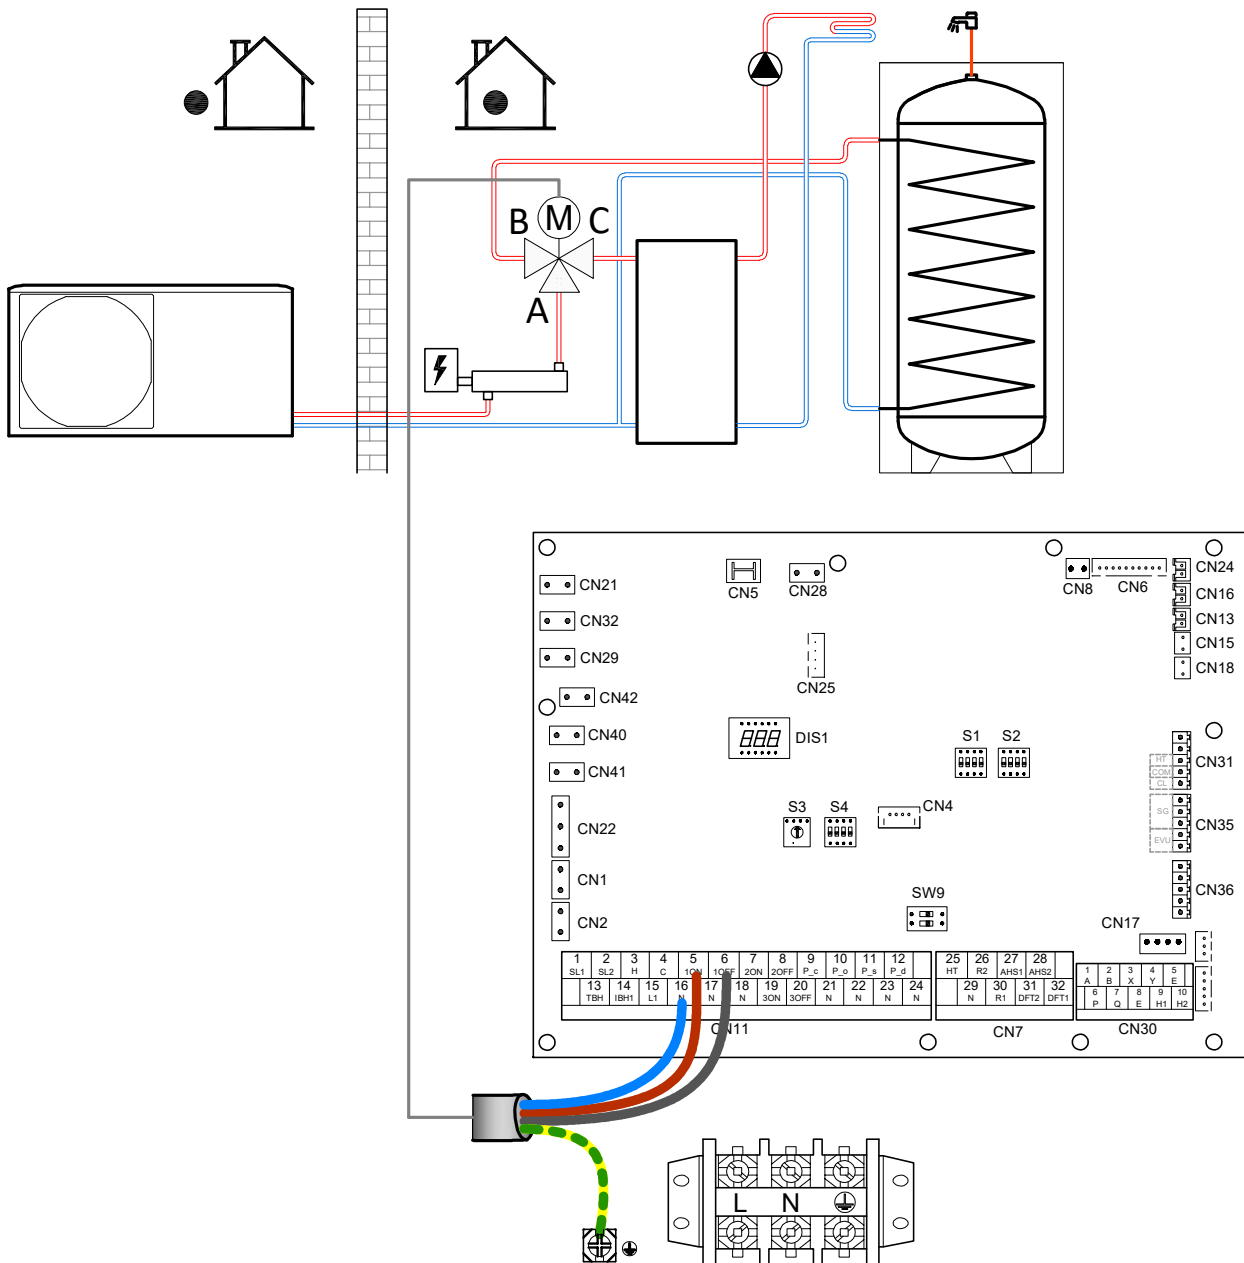 B M C
A
CN21
CN32
CN29
CN42
CN40
CN41
CN22
CN1
CN2
CN5
CN28
CN25
DIS1
S1 S2
S3 S4
CN4
SW9
CN8 CN6
CN24
CN16
CN13
CN15
CN18
CN31
HT
COM
CL
CN35
SG
EVU
CN36
CN17
1 2 3 4 5 6 7 8 9 10 11 12
SL1 SL2 H C 1ON 1OFF 2ON 2OFF P_c P_o P_s P_d
13 14 15 16 17 18 19 20 21 22 23 24
TBH IBH1 L1 N N N 3ON 3OFF N N N N
CN11
25 26 27 28
HT R2 AHS1 AHS2
29 30 31 32
N R1 DFT2 DFT1
CN7
1 2 3 4 5
A B X Y E
6 7 8 9 10
P Q E H1 H2
CN30
L N